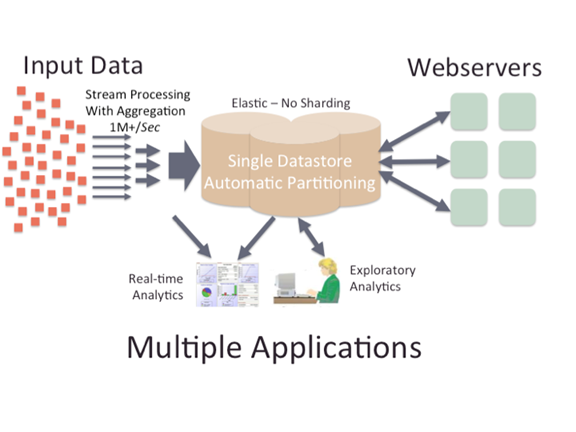 Input Data
Webservers
Stream Processing
With Aggregation
1M+/Sec
Elastic – No Sharding
Single Datastore
Automatic Partitioning
Real-time
Analytics
Exploratory
Analytics
Multiple Applications